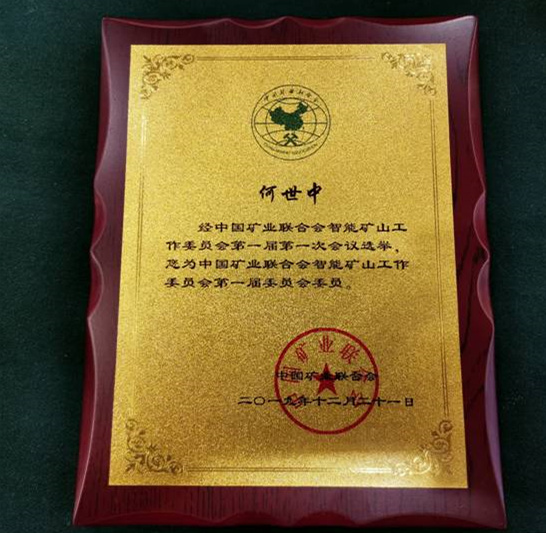 何世中
经中国矿业联合会智能矿山工
作委员会第一届第一次会议选举，
您为中国矿业联合会智能矿山工作
委员会第一届委员会委员。
中国矿业联合会
二〇一九年十二月二十一日